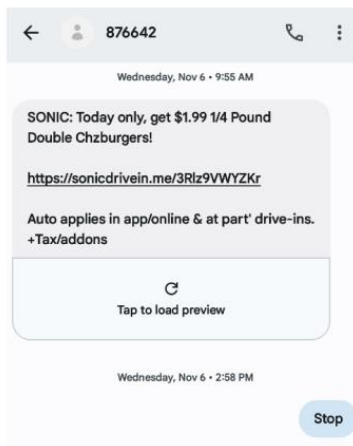 876642
Wednesday, Nov 6 • 9:55 AM
SONIC: Today only, get $1.99 1/4 Pound
Double Chzburgers!
https://sonicdrivein.me/3Rlz9VWYZKr
Auto applies in app/online & at part' drive-ins.
+Tax/addons
Tap to load preview
Wednesday, Nov 6 • 2:58 PM
Stop